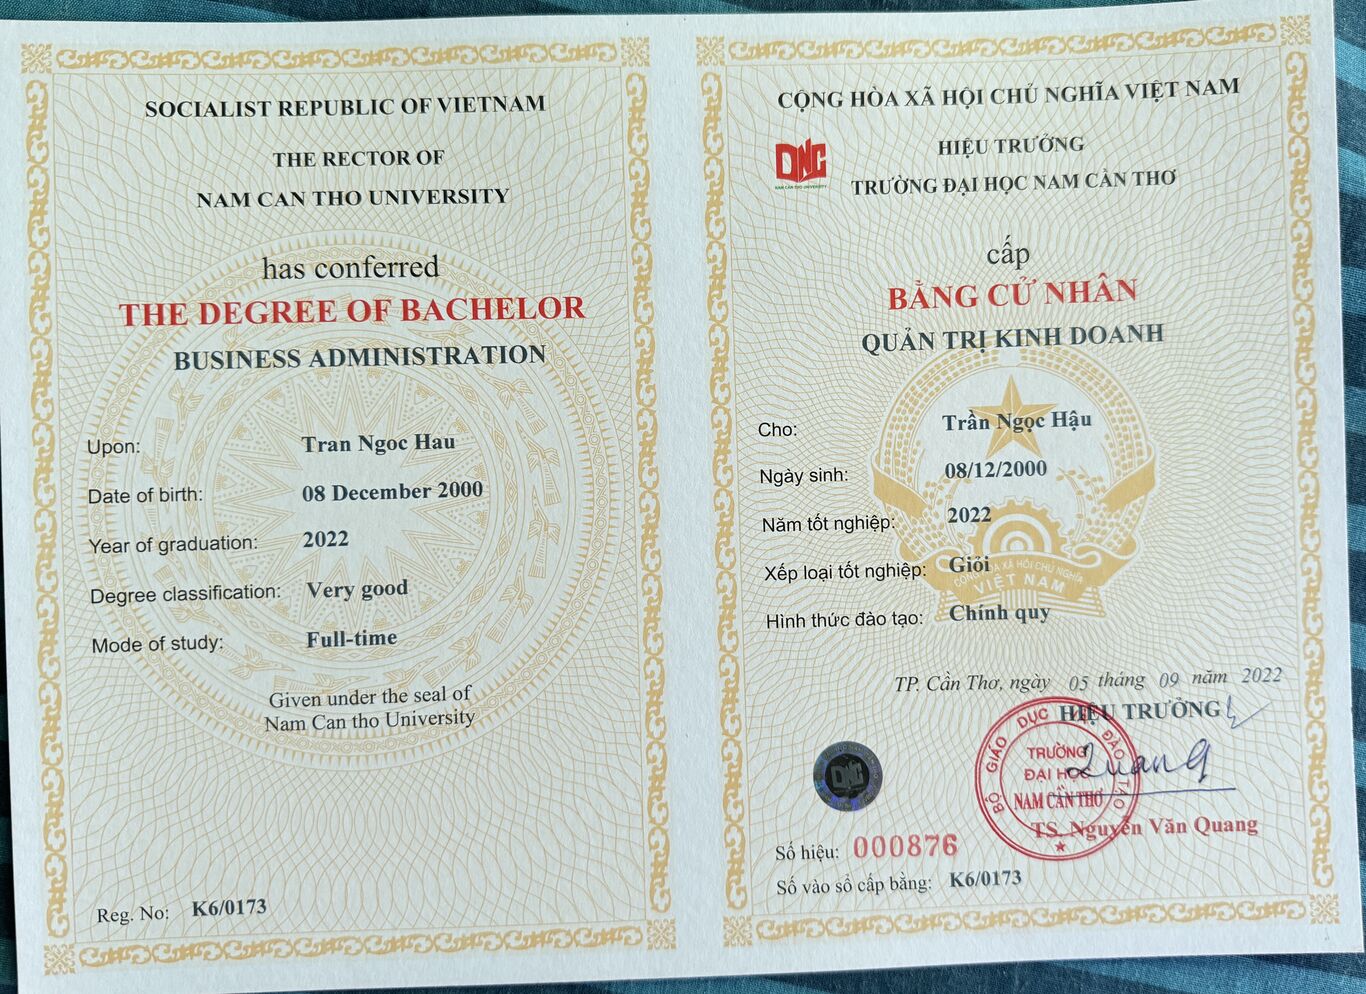 SOCIALIST REPUBLIC OF VIETNAM
THE RECTOR OF
NAM CAN THO UNIVERSITY
has conferred
THE DEGREE OF BACHELOR
BUSINESS ADMINISTRATION
Upon: Tran Ngoc Hau
Date of birth: 08 December 2000
Year of graduation: 2022
Degree classification: Very good
Mode of study: Full-time
Given under the seal of
Nam Can tho University
Reg. No: K6/0173
CỘNG HÒA XÃ HỘI CHỦ NGHĨA VIỆT NAM
DNC
NAM CAN THO UNIVERSITY
HIỆU TRƯỞNG
TRƯỜNG ĐẠI HỌC NAM CẦN THƠ
cấp
BẰNG CỬ NHÂN
QUẢN TRỊ KINH DOANH
Cho: Trần Ngọc Hậu
Ngày sinh: 08/12/2000
Năm tốt nghiệp: 2022
Xếp loại tốt nghiệp: Giỏi
CỘNG HÒA XÃ HỘI CHỦ NGHĨA
VIỆT NAM
Hình thức đào tạo: Chính quy
TP. Cần Thơ, ngày 05 tháng 09 năm 2022
HIỆU TRƯỞNG
BỘ GIÁO DỤC ĐÀO TẠO
TRƯỜNG
ĐẠI HỌC
NAM CẦN THƠ
Quang
TS. Nguyễn Văn Quang
DNC
Số hiệu: 000876
Số vào sổ cấp bằng: K6/0173